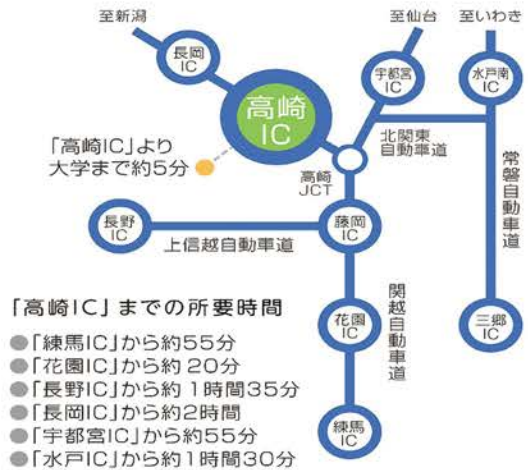 至新潟
至仙台
至いわき
長岡
IC
宇都宮
IC
水戸南
IC
高崎
IC
北関東
自動車道
「高崎IC」より
大学まで約5分
高崎
JCT
常磐自動車道
長野
IC
上信越自動車道
藤岡
IC
関越自動車道
花園
IC
三郷
IC
練馬
IC
「高崎IC」までの所要時間
●「練馬IC」から約55分
●「花園IC」から約20分
●「長野IC」から約1時間35分
●「長岡IC」から約2時間
●「宇都宮IC」から約55分
●「水戸IC」から約1時間30分